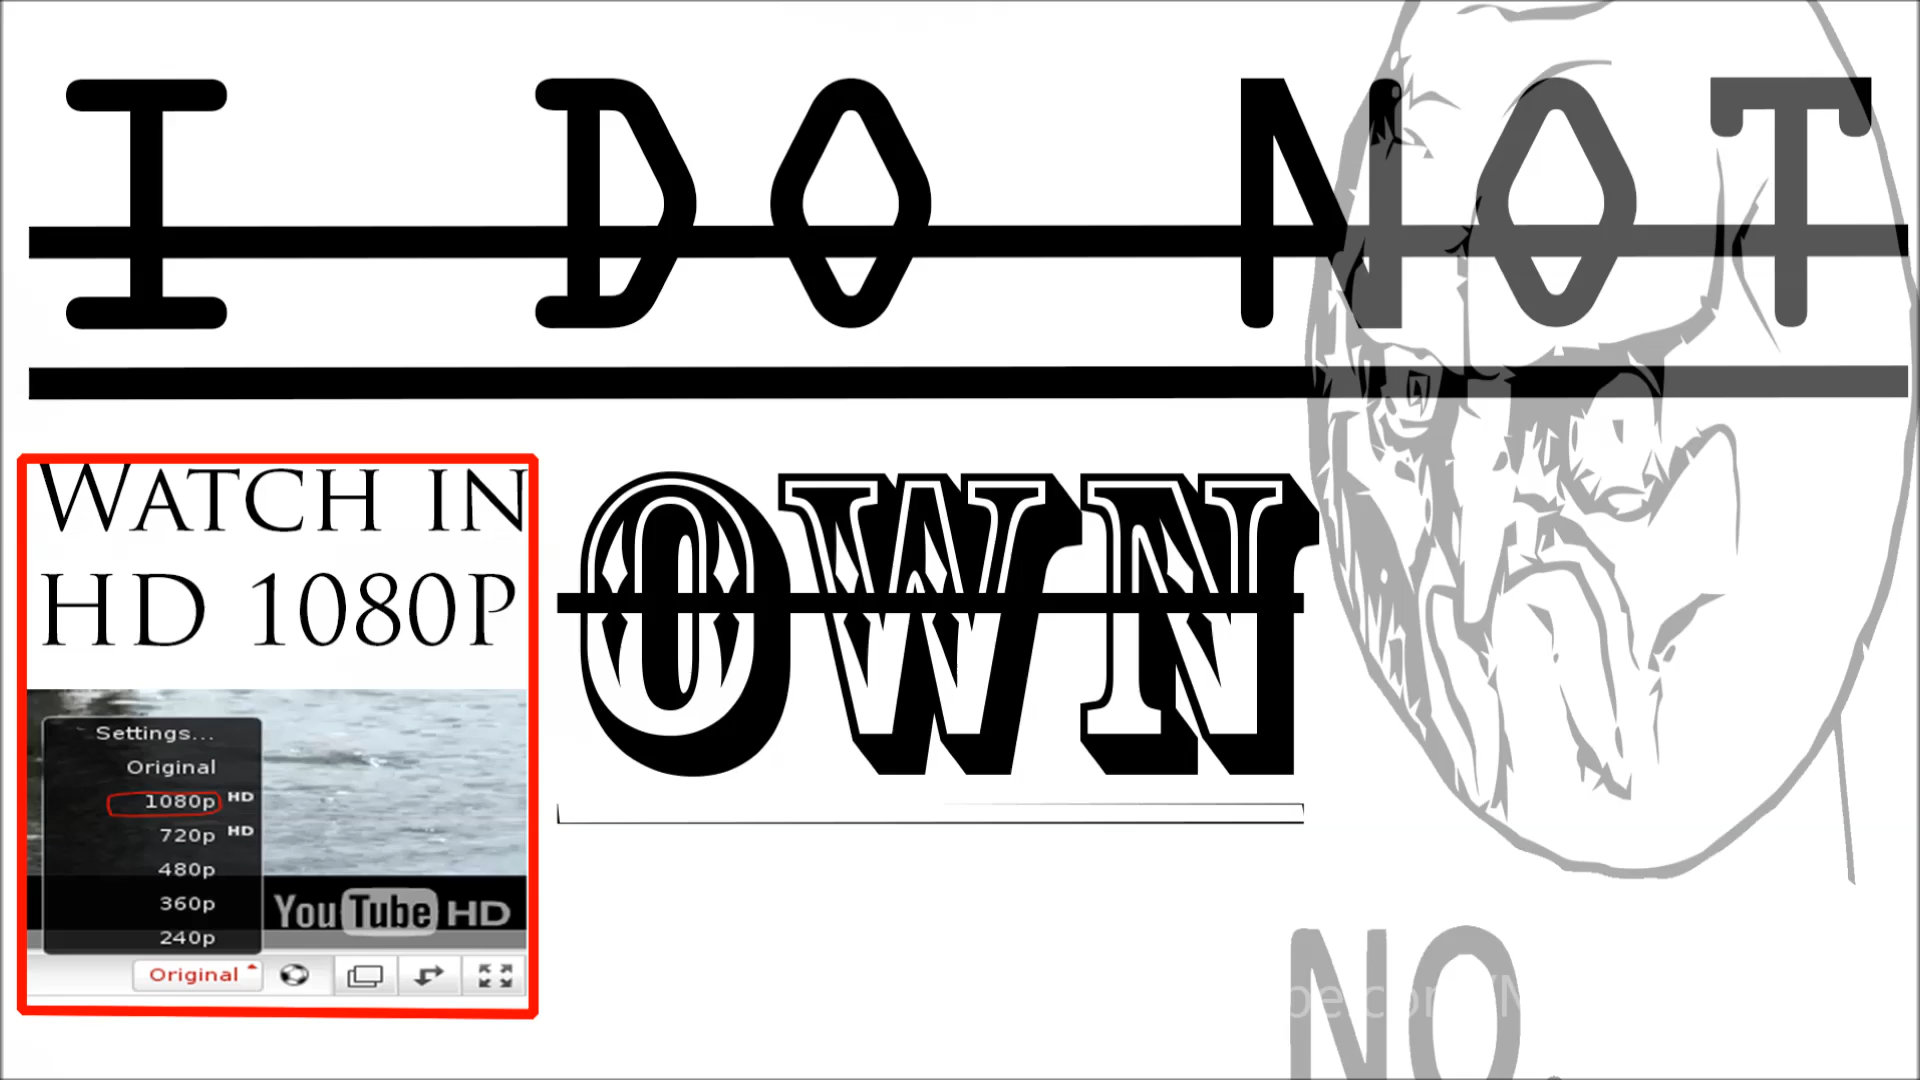 I DO NOT
OWN
WATCH IN
HD 1080P
Settings...
Original
1080p HD
720p HD
480p
360p
240p
YouTube HD
Original
NO.